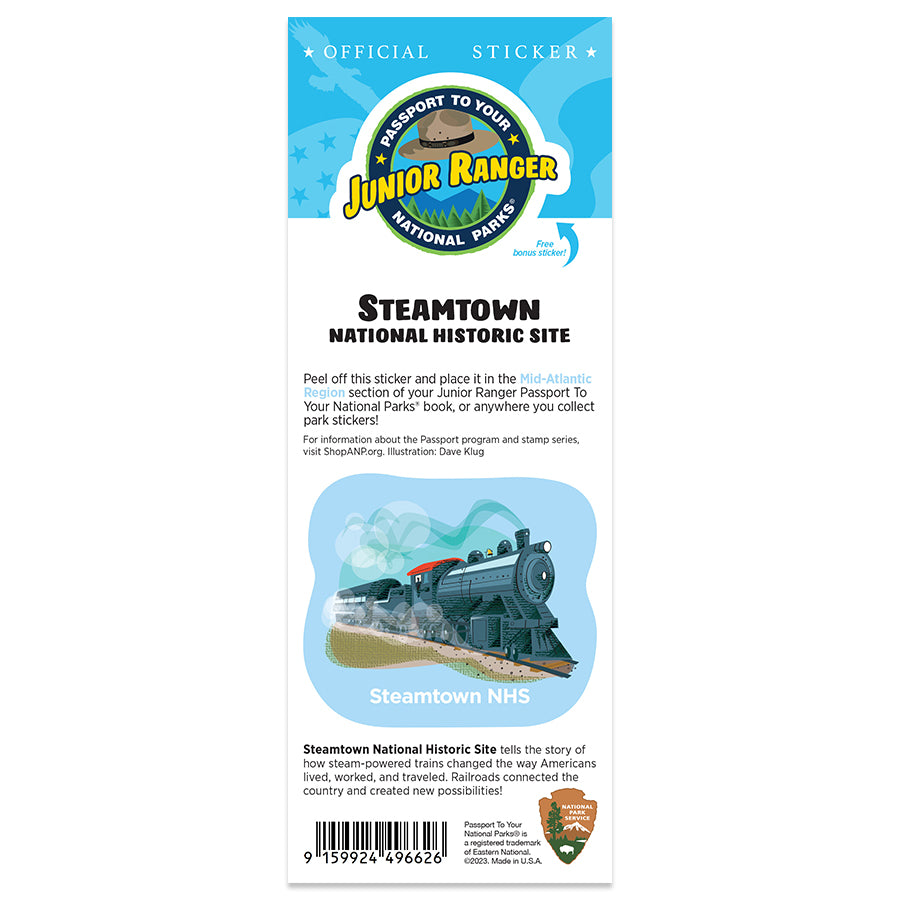 ★ OFFICIAL STICKER ★
PASSPORT TO YOUR
JUNIOR RANGER
NATIONAL PARKS®
Free
bonus sticker!
STEAMTOWN
NATIONAL HISTORIC SITE
Peel off this sticker and place it in the Mid-Atlantic
Region section of your Junior Ranger Passport To
Your National Parks® book, or anywhere you collect
park stickers!
For information about the Passport program and stamp series,
visit ShopANP.org. Illustration: Dave Klug
Steamtown NHS
Steamtown National Historic Site tells the story of
how steam-powered trains changed the way Americans
lived, worked, and traveled. Railroads connected the
country and created new possibilities!
9 159924 496626
Passport To Your
National Parks® is
a registered trademark
of Eastern National.
©2023. Made in U.S.A.
NATIONAL
PARK
SERVICE